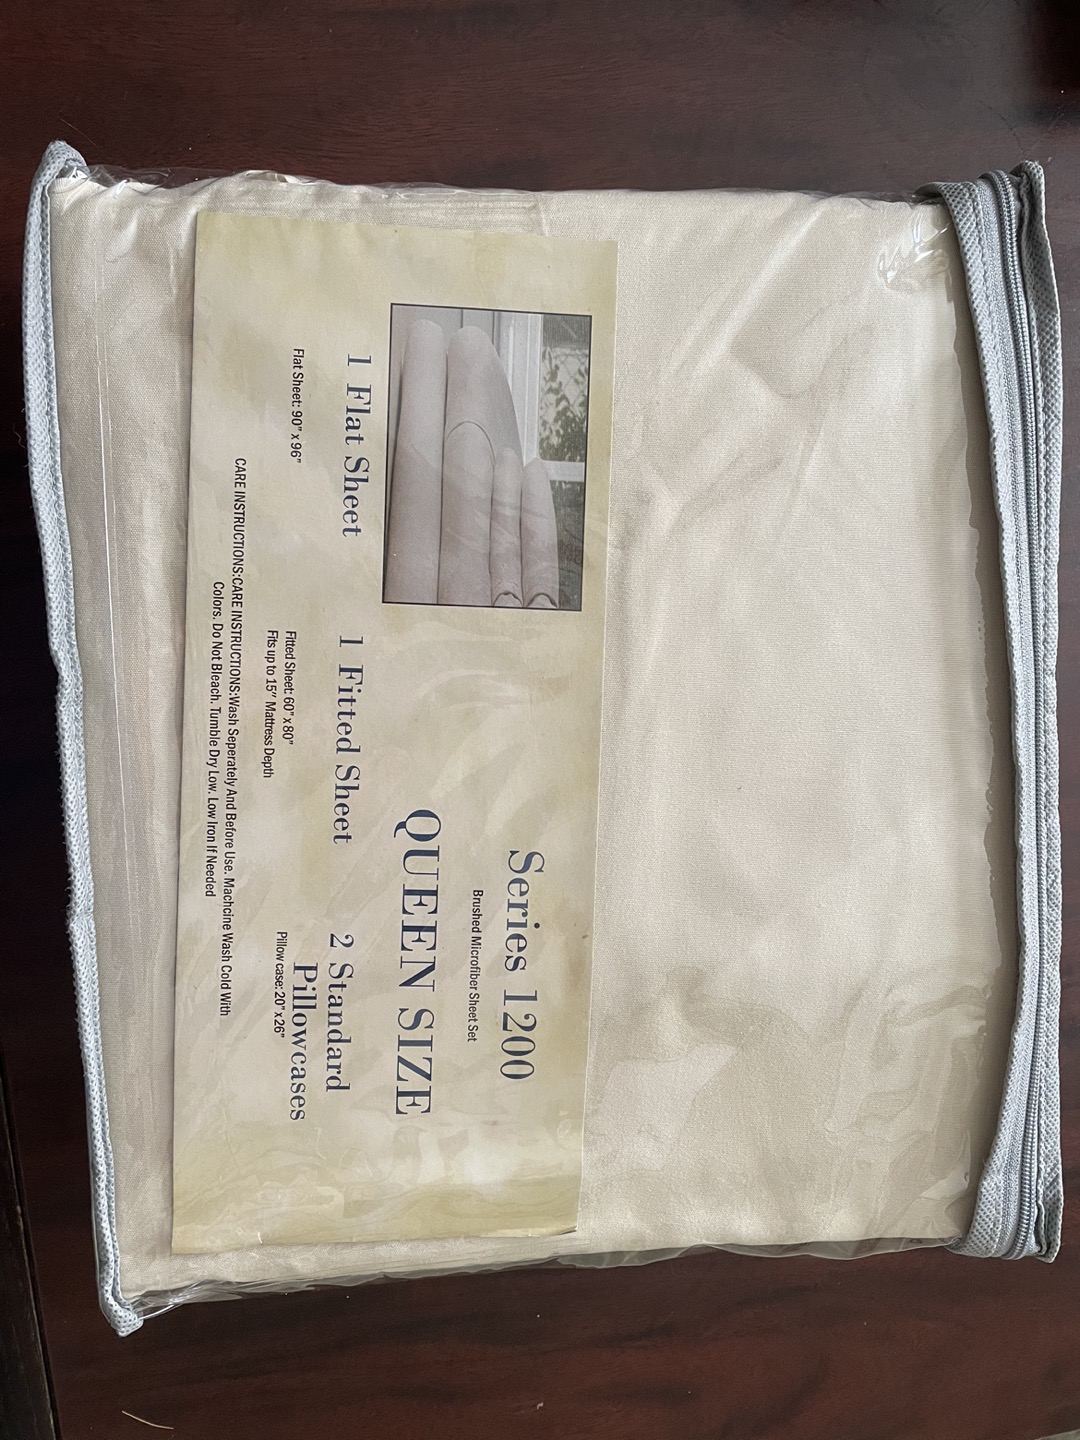 Series 1200
Brushed Microfiber Sheet Set
QUEEN SIZE
1 Flat Sheet
Flat Sheet: 90" x 96"
1 Fitted Sheet
Fitted Sheet: 60" x 80"
Fits up to 15" Mattress Depth
2 Standard
Pillowcases
Pillow case: 20" x 26"
CARE INSTRUCTIONS:CARE INSTRUCTIONS:Wash Seperately And Before Use. Machcine Wash Cold With
Colors. Do Not Bleach. Tumble Dry Low. Low Iron If Needed